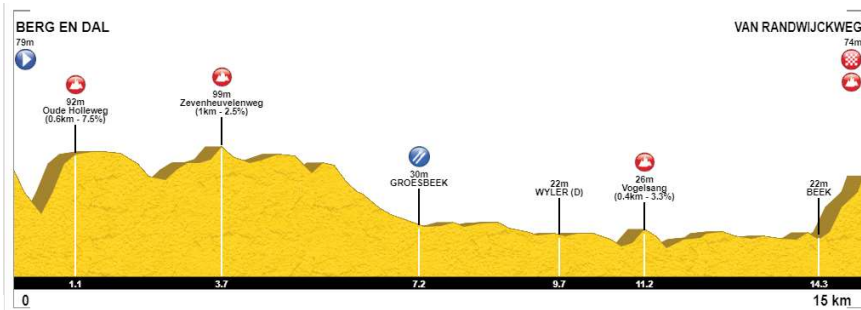 BERG EN DAL
79m
VAN RANDWIJCKWEG
74m
92m
Oude Holleweg
(0.6km - 7.5%)
99m
Zevenheuvelenweg
(1km - 2.5%)
30m
GROESBEEK
22m
WYLER (D)
26m
Vogelsang
(0.4km - 3.3%)
22m
BEEK
1.1
3.7
7.2
9.7
11.2
14.3
0
15 km